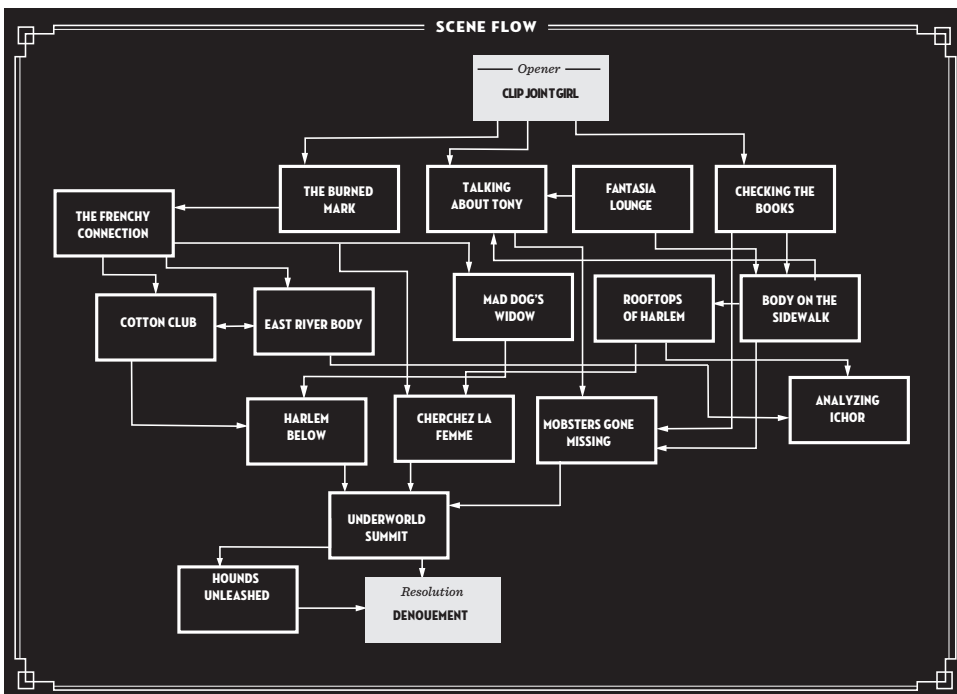 SCENE FLOW
Opener
CLIP JOINT GIRL
THE BURNED
MARK
TALKING
ABOUT TONY
FANTASIA
LOUNGE
CHECKING THE
BOOKS
THE FRENCHY
CONNECTION
COTTON CLUB
EAST RIVER BODY
MAD DOG'S
WIDOW
ROOFTOPS
OF HARLEM
BODY ON THE
SIDEWALK
HARLEM
BELOW
CHERCHEZ LA
FEMME
MOBSTERS GONE
MISSING
ANALYZING
ICHOR
UNDERWORLD
SUMMIT
HOUNDS
UNLEASHED
Resolution
DENOUEMENT